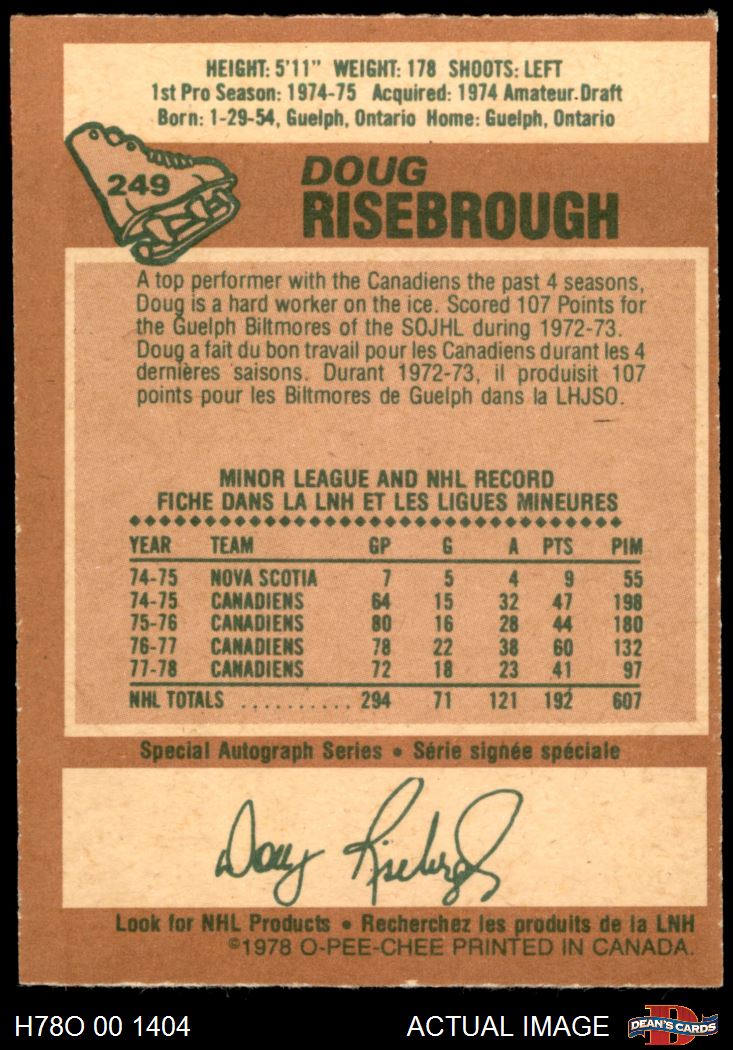 HEIGHT: 5'11" WEIGHT: 178 SHOOTS: LEFT
1st Pro Season: 1974-75 Acquired: 1974 Amateur.Draft
Born: 1-29-54, Guelph, Ontario Home: Guelph, Ontario
249
DOUG
RISEBROUGH
A top performer with the Canadiens the past 4 seasons,
Doug is a hard worker on the ice. Scored 107 Points for
the Guelph Biltmores of the SOJHL during 1972-73.
Doug a fait du bon travail pour les Canadiens durant les 4
dernières saisons. Durant 1972-73, il produisit 107
points pour les Biltmores de Guelph dans la LHJSO.
MINOR LEAGUE AND NHL RECORD
FICHE DANS LA LNH ET LES LIGUES MINEURES
YEAR TEAM GP G A PTS PIM
74-75 NOVA SCOTIA 7 5 4 9 55
74-75 CANADIENS 64 15 32 47 198
75-76 CANADIENS 80 16 28 44 180
76-77 CANADIENS 78 22 38 60 132
77-78 CANADIENS 72 18 23 41 97
NHL TOTALS .......... 294 71 121 192 607
Special Autograph Series • Série signée spéciale
Doug Risebrough
Look for NHL Products • Recherchez les produits de la LNH
©1978 O-PEE-CHEE PRINTED IN CANADA.
H78O 00 1404 ACTUAL IMAGE D DEAN'S CARDS